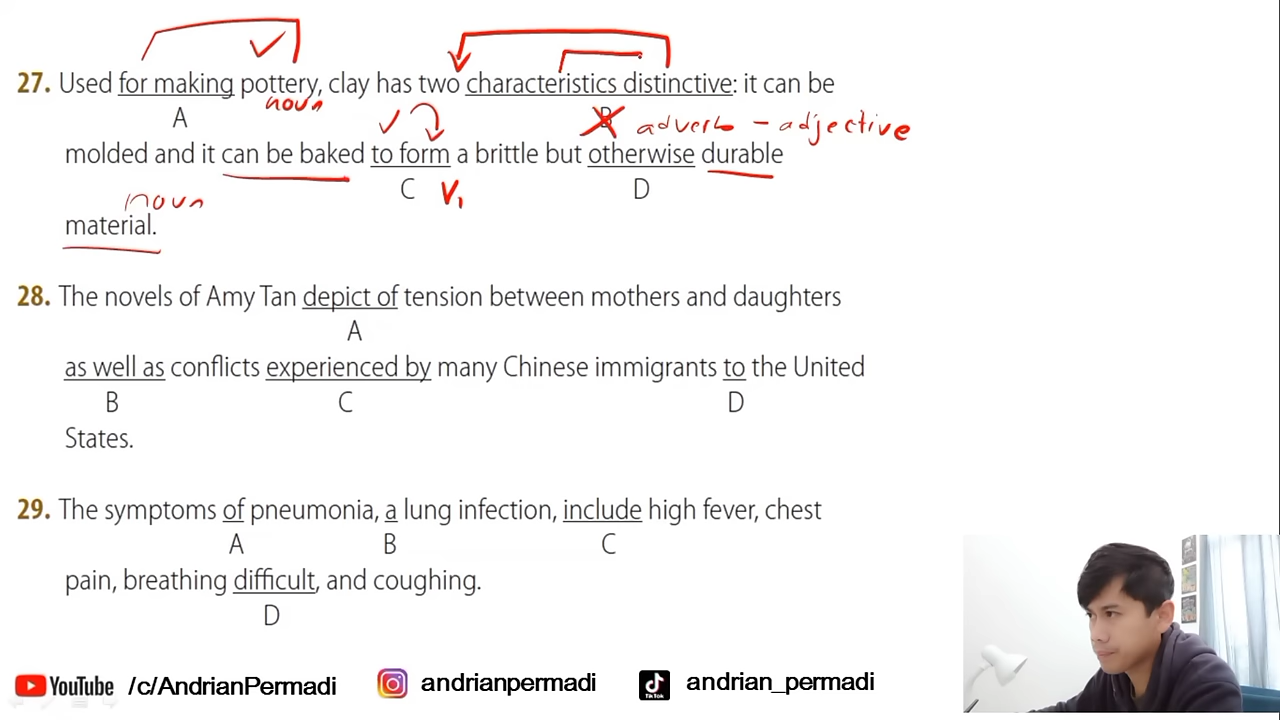 27. Used for making pottery, clay has two characteristics distinctive: it can be
A noun B adverb - adjective
molded and it can be baked to form a brittle but otherwise durable
C V1 D
noun
material.
28. The novels of Amy Tan depict of tension between mothers and daughters
A
as well as conflicts experienced by many Chinese immigrants to the United
B C D
States.
29. The symptoms of pneumonia, a lung infection, include high fever, chest
A B C
pain, breathing difficult, and coughing.
D
YouTube /c/AndrianPermadi andrianpermadi TikTok andrian_permadi